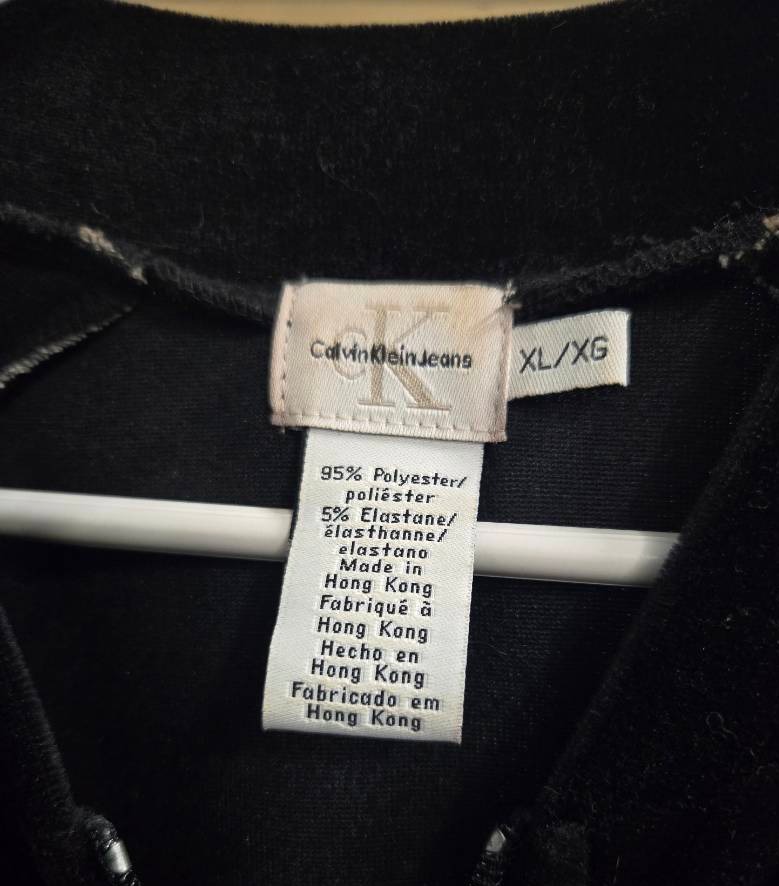 cK
CalvinKleinJeans
XL/XG
95% Polyester/
poliéster
5% Elastane/
élasthanne/
elastano
Made in
Hong Kong
Fabriqué à
Hong Kong
Hecho en
Hong Kong
Fabricado em
Hong Kong